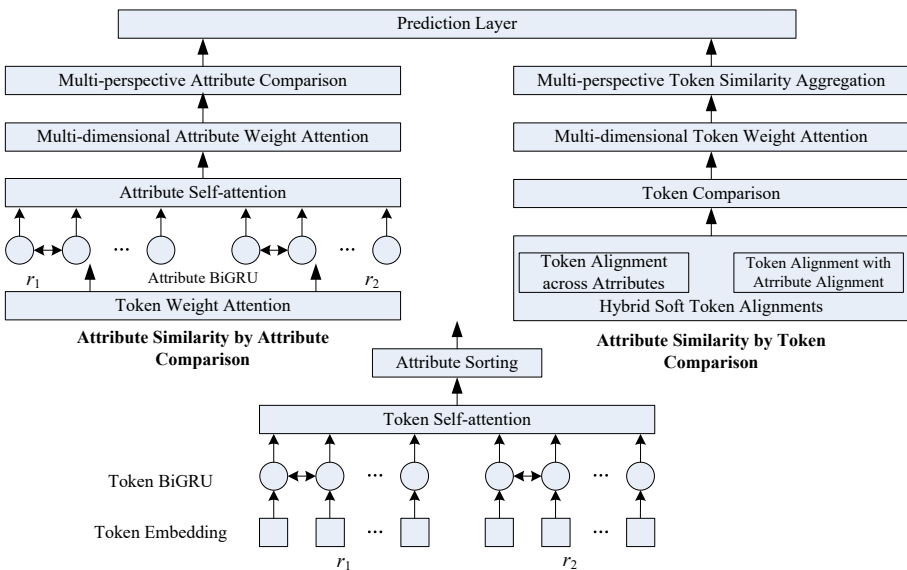 Prediction Layer
Multi-perspective Attribute Comparison
Multi-dimensional Attribute Weight Attention
Attribute Self-attention
...
...
r1
Attribute BiGRU
r2
Token Weight Attention
Attribute Similarity by Attribute
Comparison
Multi-perspective Token Similarity Aggregation
Multi-dimensional Token Weight Attention
Token Comparison
Token Alignment
across Atrributes
Token Alignment with
Atrribute Alignment
Hybrid Soft Token Alignments
Attribute Similarity by Token
Comparison
Attribute Sorting
Token Self-attention
Token BiGRU
...
...
Token Embedding
...
...
r1
r2